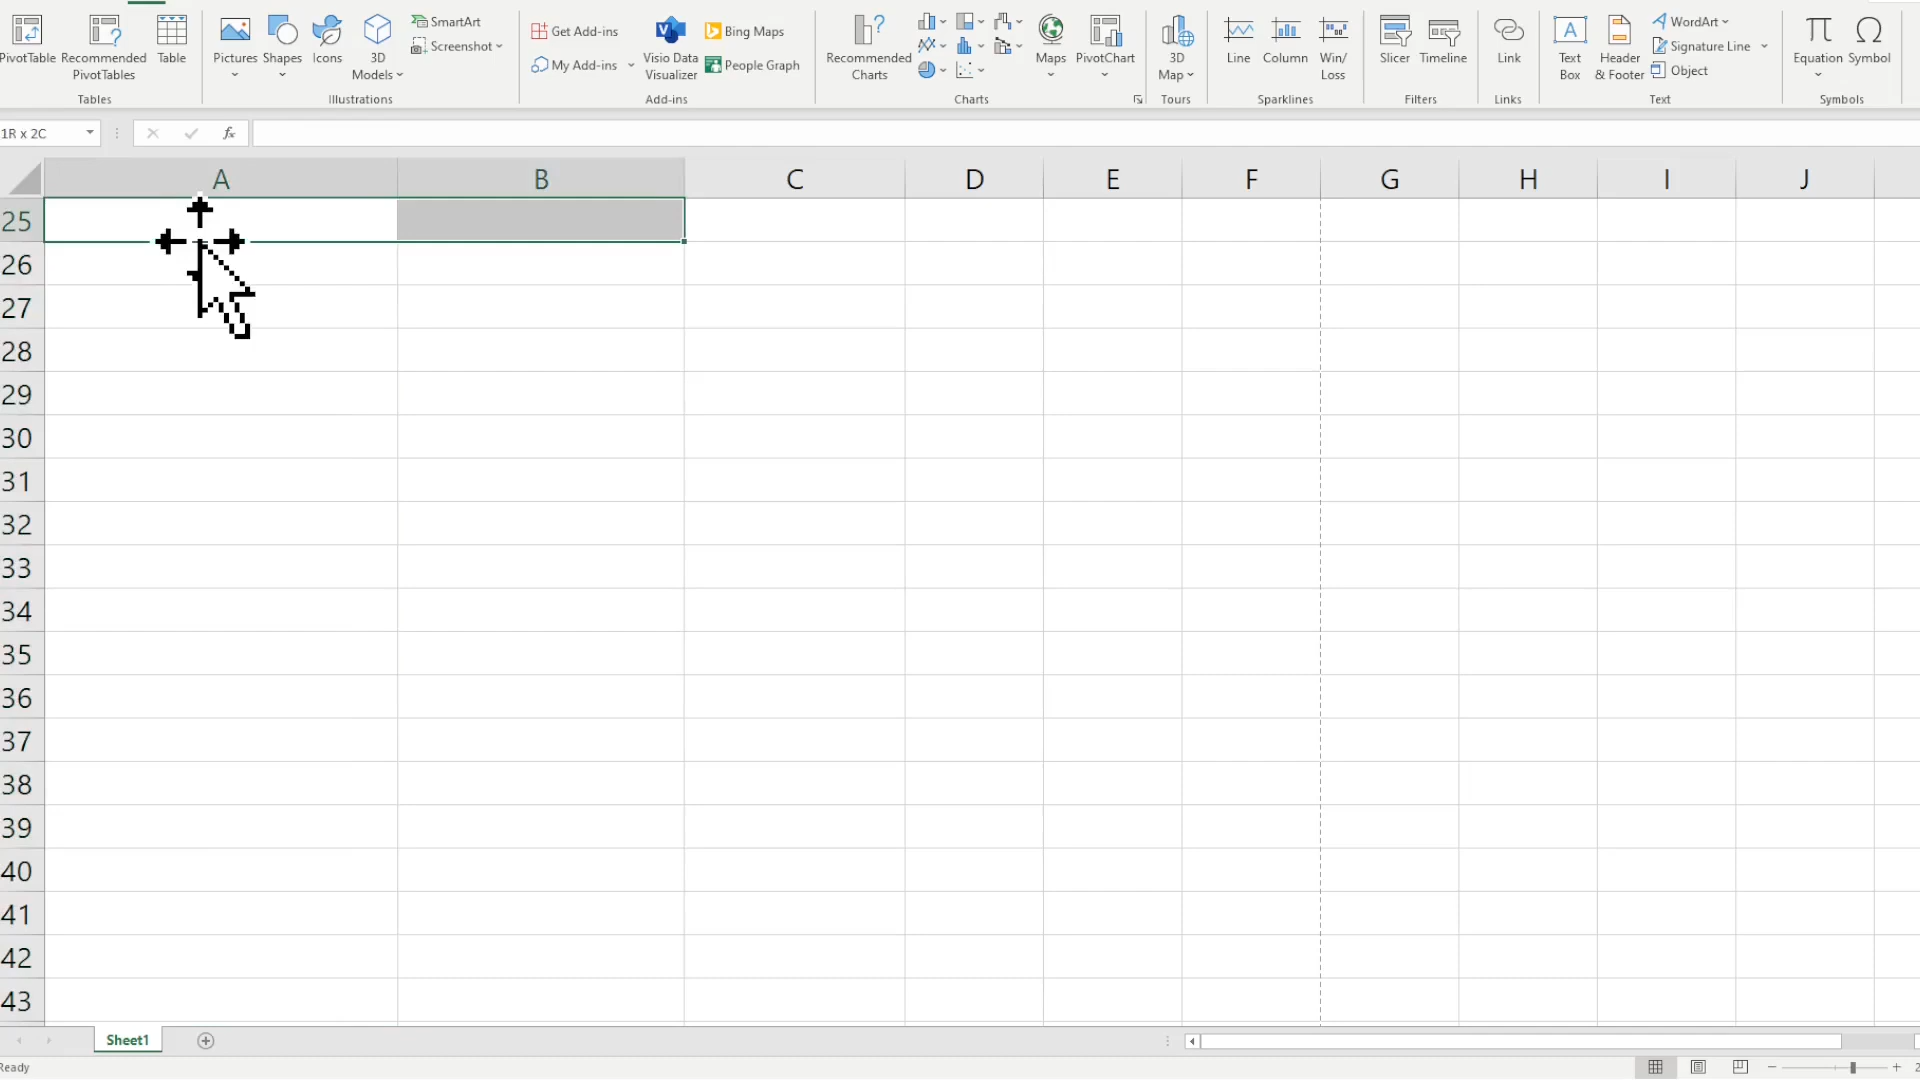 PivotTable
Recommended PivotTables
Table
Tables
Pictures
Shapes
Icons
3D Models
SmartArt
Screenshot
Illustrations
Get Add-ins
My Add-ins
Visio Data Visualizer
Bing Maps
People Graph
Add-ins
Recommended Charts
Maps
PivotChart
Charts
3D Map
Tours
Line
Column
Win/Loss
Sparklines
Slicer
Timeline
Filters
Link
Links
Text Box
Header & Footer
WordArt
Signature Line
Object
Text
Equation
Symbol
Symbols
1R x 2C
fx
A B C D E F G H I J
25
26
27
28
29
30
31
32
33
34
35
36
37
38
39
40
41
42
43
Sheet1
Ready